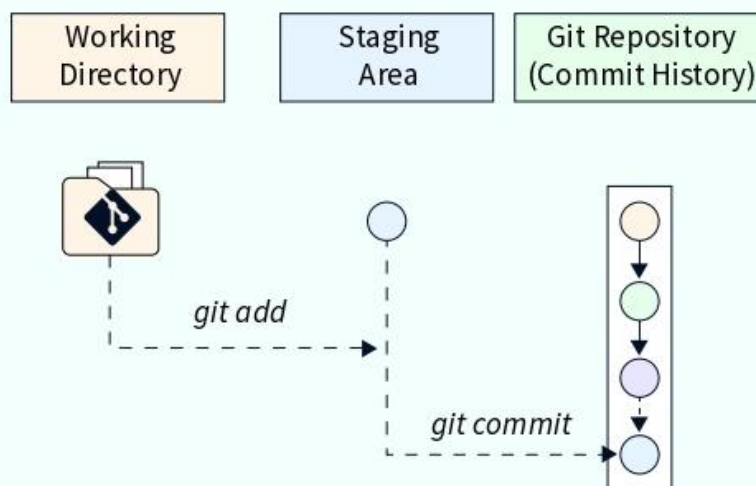 Working
Directory
Staging
Area
Git Repository
(Commit History)
git add
git commit